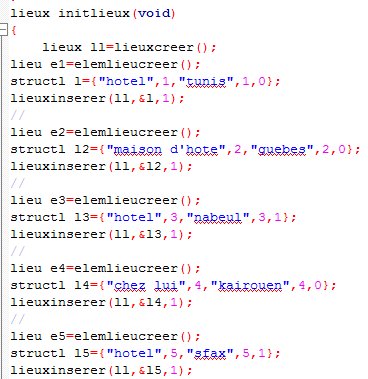 lieux initlieux(void)
{
lieux ll=lieuxcreer();
lieu e1=elemlieucreer();
structl l={"hotel",1,"tunis",1,0};
lieuxinserer(ll,&l,1);
//
lieu e2=elemlieucreer();
structl l2={"maison d'hote",2,"guebes",2,0};
lieuxinserer(ll,&l2,1);
//
lieu e3=elemlieucreer();
structl l3={"hotel",3,"nabeul",3,1};
lieuxinserer(ll,&l3,1);
//
lieu e4=elemlieucreer();
structl l4={"chez lui",4,"kairouen",4,0};
lieuxinserer(ll,&l4,1);
//
lieu e5=elemlieucreer();
structl l5={"hotel",5,"sfax",5,1};
lieuxinserer(ll,&l5,1);